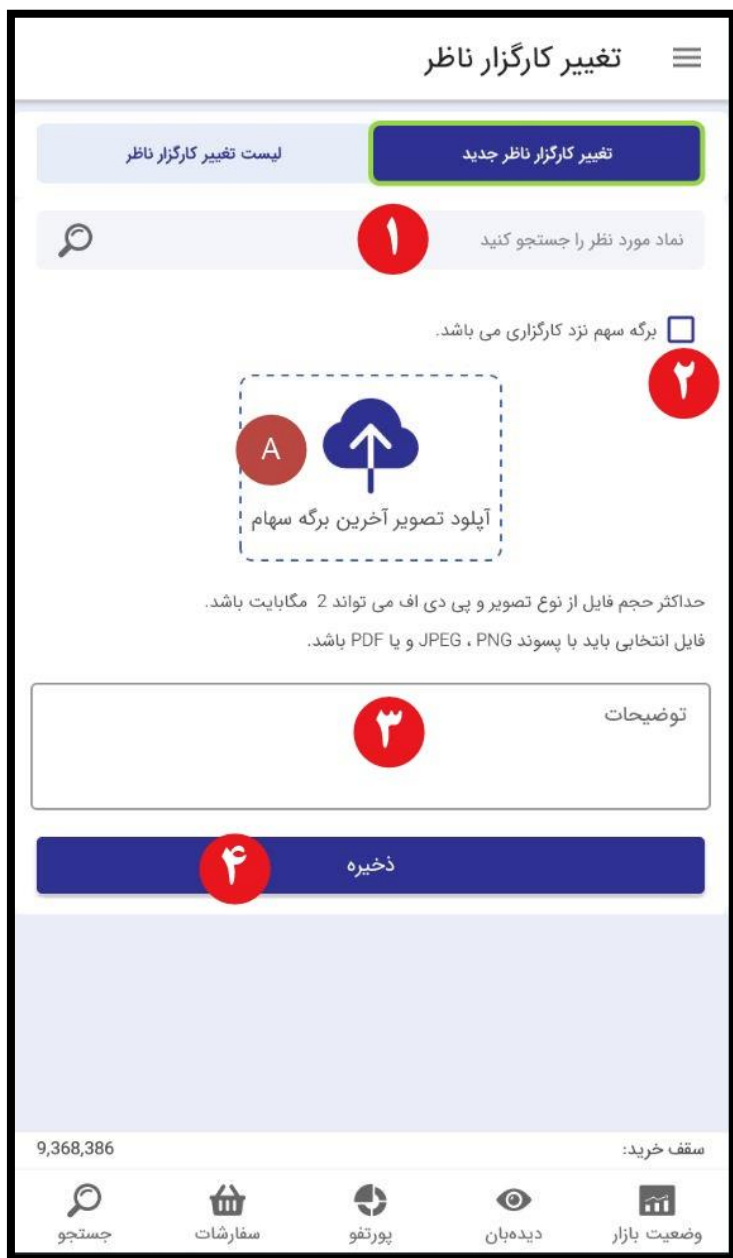 تغییر کارگزار ناظر
تغییر کارگزار ناظر جدید
لیست تغییر کارگزار ناظر
نماد مورد نظر را جستجو کنید
۱
برگه سهم نزد کارگزاری می باشد.
۲
A
آپلود تصویر آخرین برگه سهام
حداکثر حجم فایل از نوع تصویر و پی دی اف می تواند 2 مگابایت باشد.
فایل انتخابی باید با پسوند JPEG ، PNG و یا PDF باشد.
توضیحات
۳
ذخیره
۴
سقف خرید: 9,368,386
وضعیت بازار
دیده‌بان
پورتفو
سفارشات
جستجو